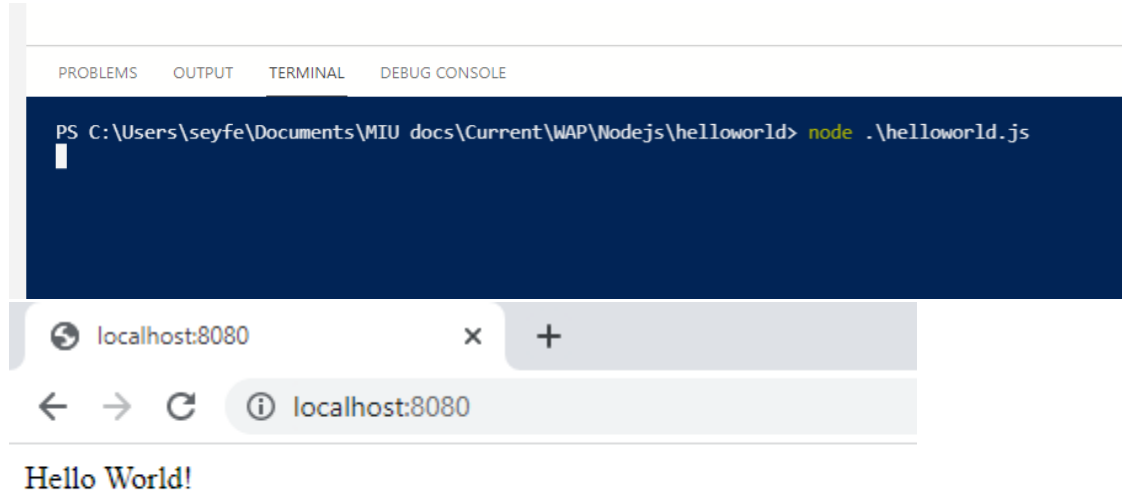 PROBLEMS OUTPUT TERMINAL DEBUG CONSOLE
PS C:\Users\seyfe\Documents\MIU docs\Current\WAP\Nodejs\helloworld> node .\helloworld.js
localhost:8080
localhost:8080
Hello World!